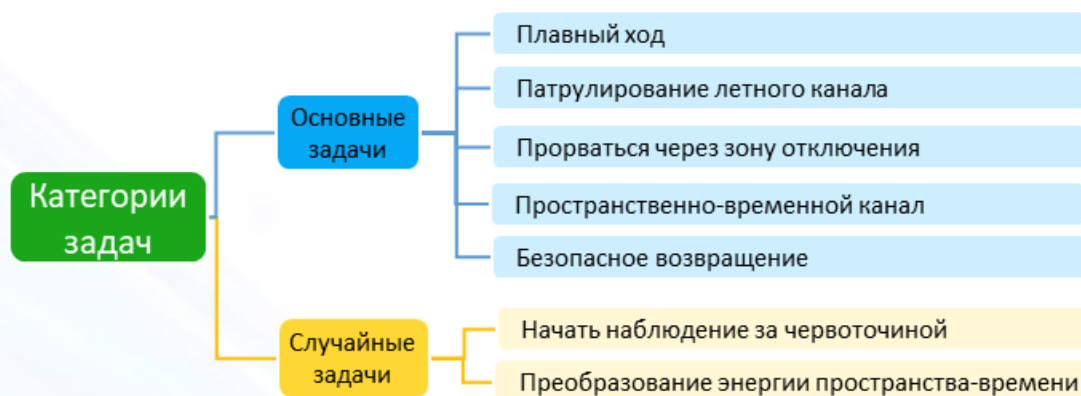 Категории
задач
Основные
задачи
Плавный ход
Патрулирование летного канала
Прорваться через зону отключения
Пространственно-временной канал
Безопасное возвращение
Случайные
задачи
Начать наблюдение за червоточиной
Преобразование энергии пространства-времени